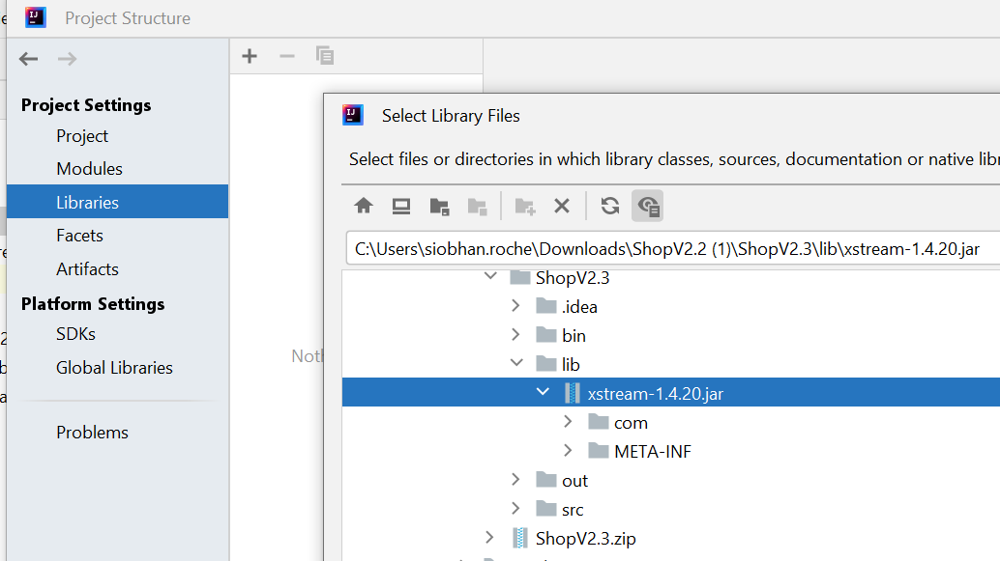 Project Structure
Project Settings
Project
Modules
Libraries
Facets
Artifacts
Platform Settings
SDKs
Global Libraries
Problems
Noth
Select Library Files
Select files or directories in which library classes, sources, documentation or native libr
C:\Users\siobhan.roche\Downloads\ShopV2.2 (1)\ShopV2.3\lib\xstream-1.4.20.jar
ShopV2.3
.idea
bin
lib
xstream-1.4.20.jar
com
META-INF
out
src
ShopV2.3.zip